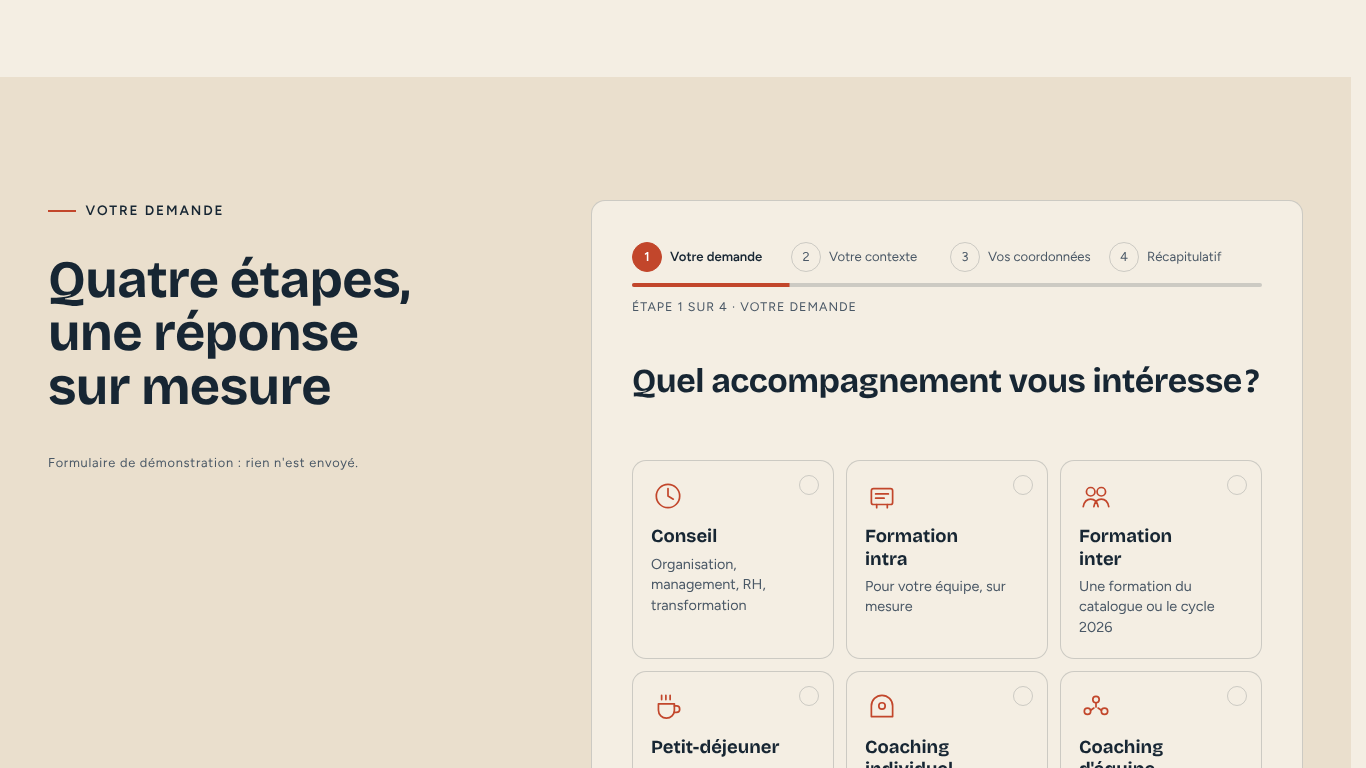 VOTRE DEMANDE
Quatre étapes,
une réponse
sur mesure
Formulaire de démonstration : rien n'est envoyé.
1 Votre demande 2 Votre contexte 3 Vos coordonnées 4 Récapitulatif
ÉTAPE 1 SUR 4 · VOTRE DEMANDE
Quel accompagnement vous intéresse ?
Conseil
Organisation,
management, RH,
transformation
Formation
intra
Pour votre équipe, sur
mesure
Formation
inter
Une formation du
catalogue ou le cycle
2026
Petit-déjeuner
Coaching
individuel
Coaching
d'équipe